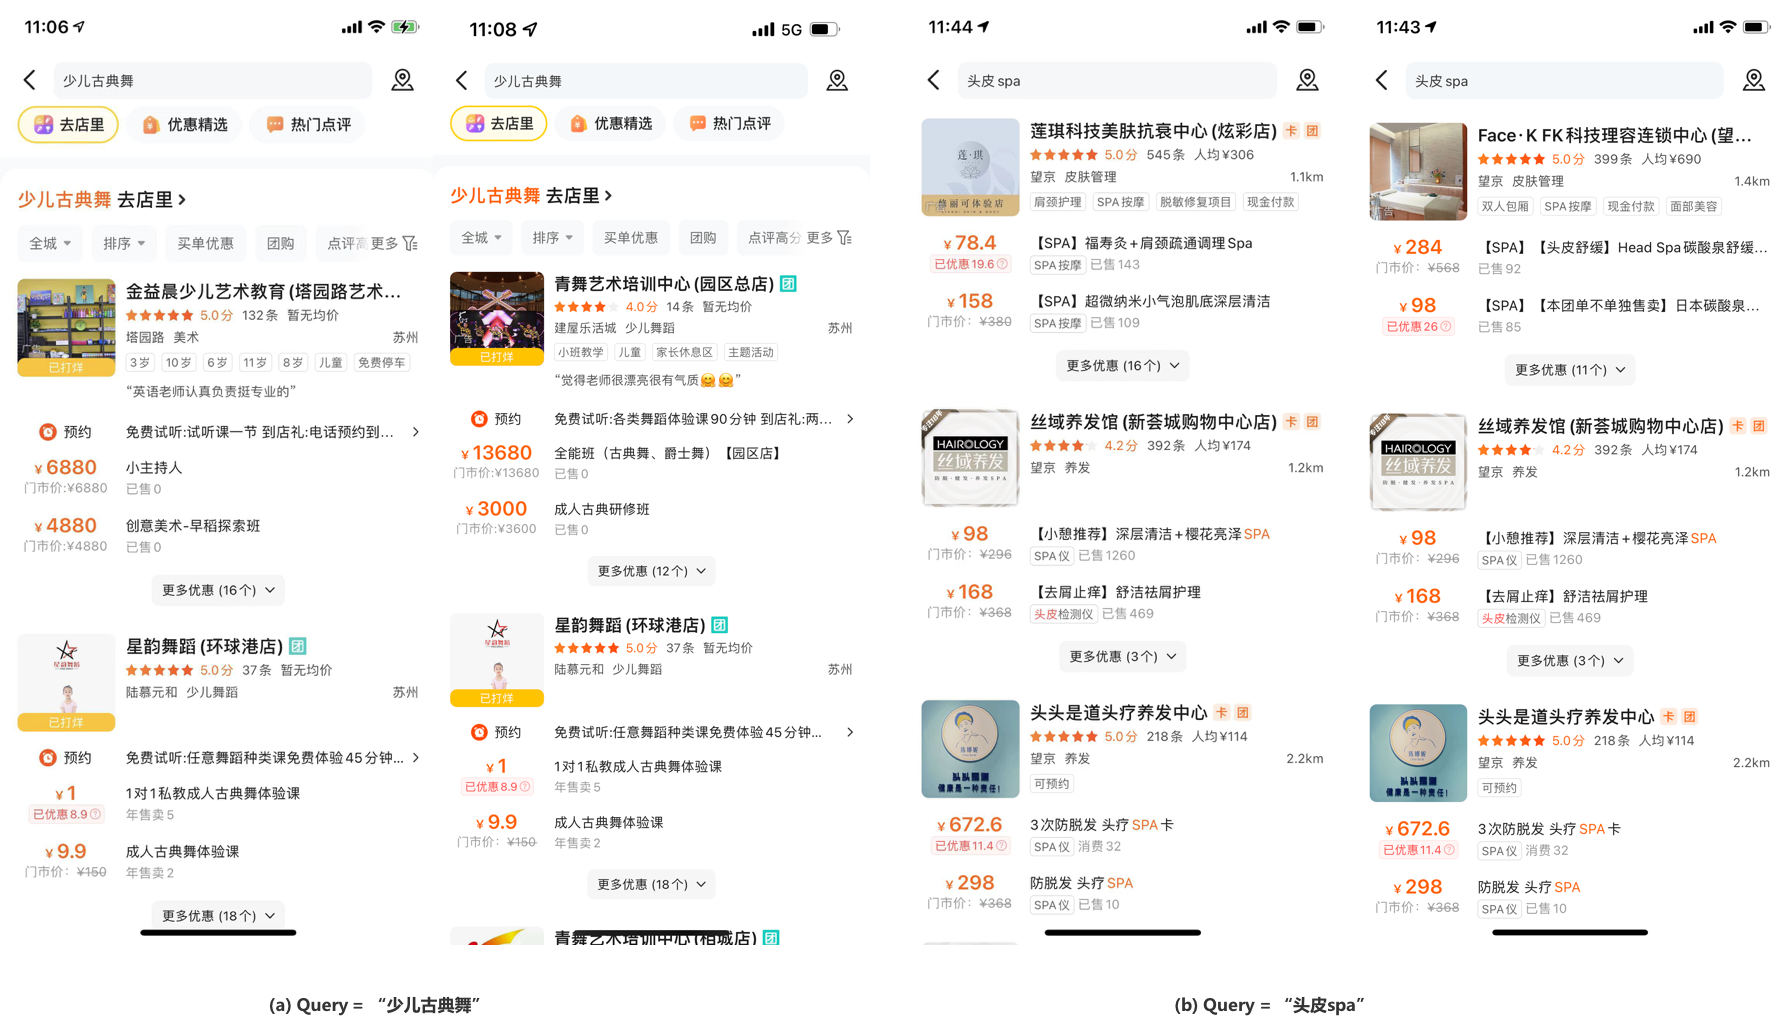 11:06
少儿古典舞
去店里
优惠精选
热门点评
少儿古典舞 去店里
全城
排序
买单优惠
团购
点评高
更多
金益晨少儿艺术教育(塔园路艺术...
5.0分 132条 暂无均价
塔园路 美术
苏州
3岁 10岁 6岁 11岁 8岁 儿童 免费停车
已打烊
“英语老师认真负责挺专业的”
预约
免费试听:试听课一节 到店礼:电话预约到...
¥6880
小主持人
门市价:¥6880
已售0
¥4880
创意美术-早稻探索班
门市价:¥4880
已售0
更多优惠 (16个)
星韵舞蹈(环球港店) 团
5.0分 37条 暂无均价
陆慕元和 少儿舞蹈
苏州
已打烊
预约
免费试听:任意舞蹈种类课免费体验45分钟...
¥1
1对1私教成人古典舞体验课
已优惠8.9
年售卖5
¥9.9
成人古典舞体验课
门市价: ¥150
年售卖2
更多优惠 (18个)
11:08
5G
少儿古典舞
去店里
优惠精选
热门点评
少儿古典舞 去店里
全城
排序
买单优惠
团购
点评高分
更多
青舞艺术培训中心(园区总店) 团
4.0分 14条 暂无均价
建屋乐活城 少儿舞蹈
苏州
小班教学 儿童 家长休息区 主题活动
广告
已打烊
“觉得老师很漂亮很有气质🤗🤗”
预约
免费试听:各类舞蹈体验课90分钟 到店礼:两...
¥13680
全能班（古典舞、爵士舞）【园区店】
门市价:¥13680
已售0
¥3000
成人古典研修班
门市价:¥3600
已售0
更多优惠 (12个)
星韵舞蹈(环球港店) 团
5.0分 37条 暂无均价
陆慕元和 少儿舞蹈
苏州
已打烊
预约
免费试听:任意舞蹈种类课免费体验45分钟...
¥1
1对1私教成人古典舞体验课
已优惠8.9
年售卖5
¥9.9
成人古典舞体验课
门市价: ¥150
年售卖2
更多优惠 (18个)
青舞艺术培训中心(相城店) 团
(a) Query = “少儿古典舞”
11:44
头皮spa
莲琪科技美肤抗衰中心(炫彩店) 卡 团
莲·琪
5.0分 545条 人均¥306
望京 皮肤管理
1.1km
肩颈护理 SPA按摩 脱敏修复项目 现金付款
¥78.4
【SPA】福寿灸+肩颈疏通调理Spa
已优惠19.6
SPA按摩 已售143
¥158
【SPA】超微纳米小气泡肌底深层清洁
门市价: ¥380
SPA按摩 已售109
更多优惠 (16个)
丝域养发馆(新荟城购物中心店) 卡 团
HAIROLOGY
丝域养发
4.2分 392条 人均¥174
望京 养发
1.2km
¥98
【小憩推荐】深层清洁+樱花亮泽SPA
门市价: ¥296
SPA仪 已售1260
¥168
【去屑止痒】舒洁祛屑护理
门市价: ¥368
头皮检测仪 已售469
更多优惠 (3个)
头头是道头疗养发中心 卡 团
5.0分 218条 人均¥114
望京 养发
2.2km
可预约
健康是一种责任!
¥672.6
3次防脱发 头疗SPA卡
已优惠11.4
SPA仪 消费32
¥298
防脱发 头疗SPA
门市价: ¥368
SPA仪 已售10
11:43
头皮spa
Face·K FK科技理容连锁中心(望...
5.0分 399条 人均¥690
望京 皮肤管理
1.4km
双人包厢 SPA按摩 现金付款 面部美容
¥284
【SPA】【头皮舒缓】Head Spa碳酸泉舒缓...
门市价: ¥568
已售92
¥98
【SPA】【本团单不单独售卖】日本碳酸泉...
已优惠26
已售85
更多优惠 (11个)
丝域养发馆(新荟城购物中心店) 卡 团
HAIROLOGY
丝域养发
4.2分 392条 人均¥174
望京 养发
1.2km
¥98
【小憩推荐】深层清洁+樱花亮泽SPA
门市价: ¥296
SPA仪 已售1260
¥168
【去屑止痒】舒洁祛屑护理
门市价: ¥368
头皮检测仪 已售469
更多优惠 (3个)
头头是道头疗养发中心 卡 团
5.0分 218条 人均¥114
望京 养发
2.2km
可预约
健康是一种责任!
¥672.6
3次防脱发 头疗SPA卡
已优惠11.4
SPA仪 消费32
¥298
防脱发 头疗SPA
门市价: ¥368
SPA仪 已售10
(b) Query = “头皮spa”